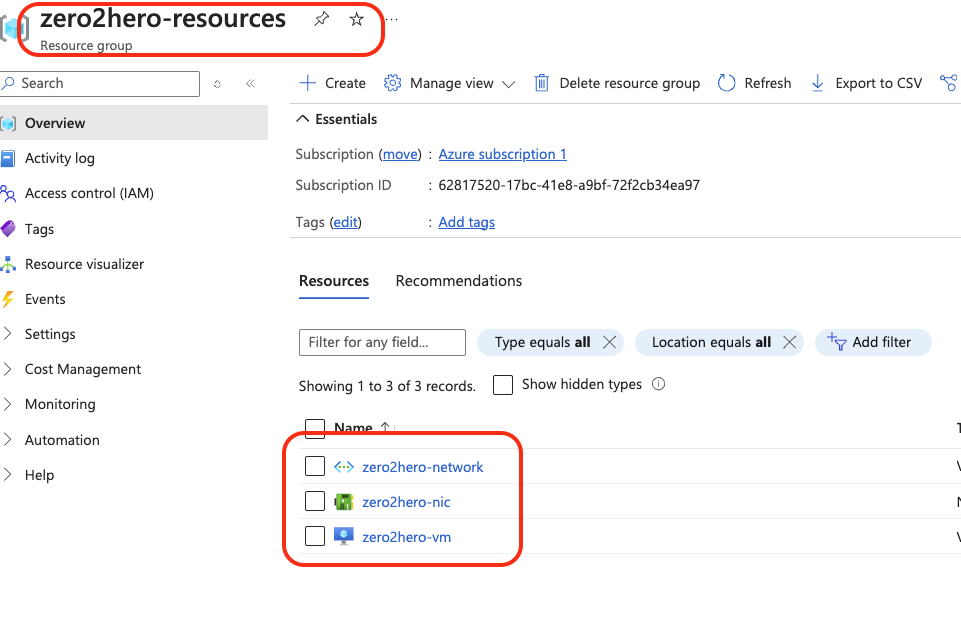 zero2hero-resources
Resource group
Search
Overview
Activity log
Access control (IAM)
Tags
Resource visualizer
Events
Settings
Cost Management
Monitoring
Automation
Help
Create Manage view Delete resource group Refresh Export to CSV
Essentials
Subscription (move) : Azure subscription 1
Subscription ID : 62817520-17bc-41e8-a9bf-72f2cb34ea97
Tags (edit) : Add tags
Resources Recommendations
Filter for any field... Type equals all Location equals all Add filter
Showing 1 to 3 of 3 records. Show hidden types
Name
zero2hero-network
zero2hero-nic
zero2hero-vm